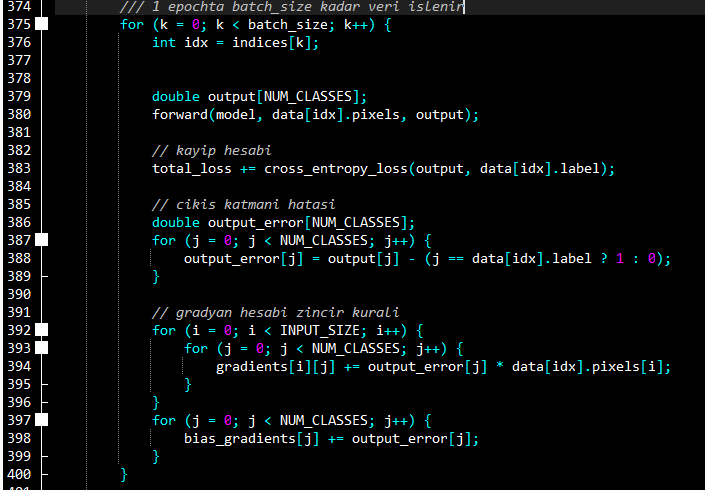 374 /// 1 epochta batch_size kadar veri islenir
375 for (k = 0; k < batch_size; k++) {
376 int idx = indices[k];
377
378
379 double output[NUM_CLASSES];
380 forward(model, data[idx].pixels, output);
381
382 // kayip hesabi
383 total_loss += cross_entropy_loss(output, data[idx].label);
384
385 // cikis katmani hatasi
386 double output_error[NUM_CLASSES];
387 for (j = 0; j < NUM_CLASSES; j++) {
388 output_error[j] = output[j] - (j == data[idx].label ? 1 : 0);
389 }
390
391 // gradyan hesabi zincir kurali
392 for (i = 0; i < INPUT_SIZE; i++) {
393 for (j = 0; j < NUM_CLASSES; j++) {
394 gradients[i][j] += output_error[j] * data[idx].pixels[i];
395 }
396 }
397 for (j = 0; j < NUM_CLASSES; j++) {
398 bias_gradients[j] += output_error[j];
399 }
400 }